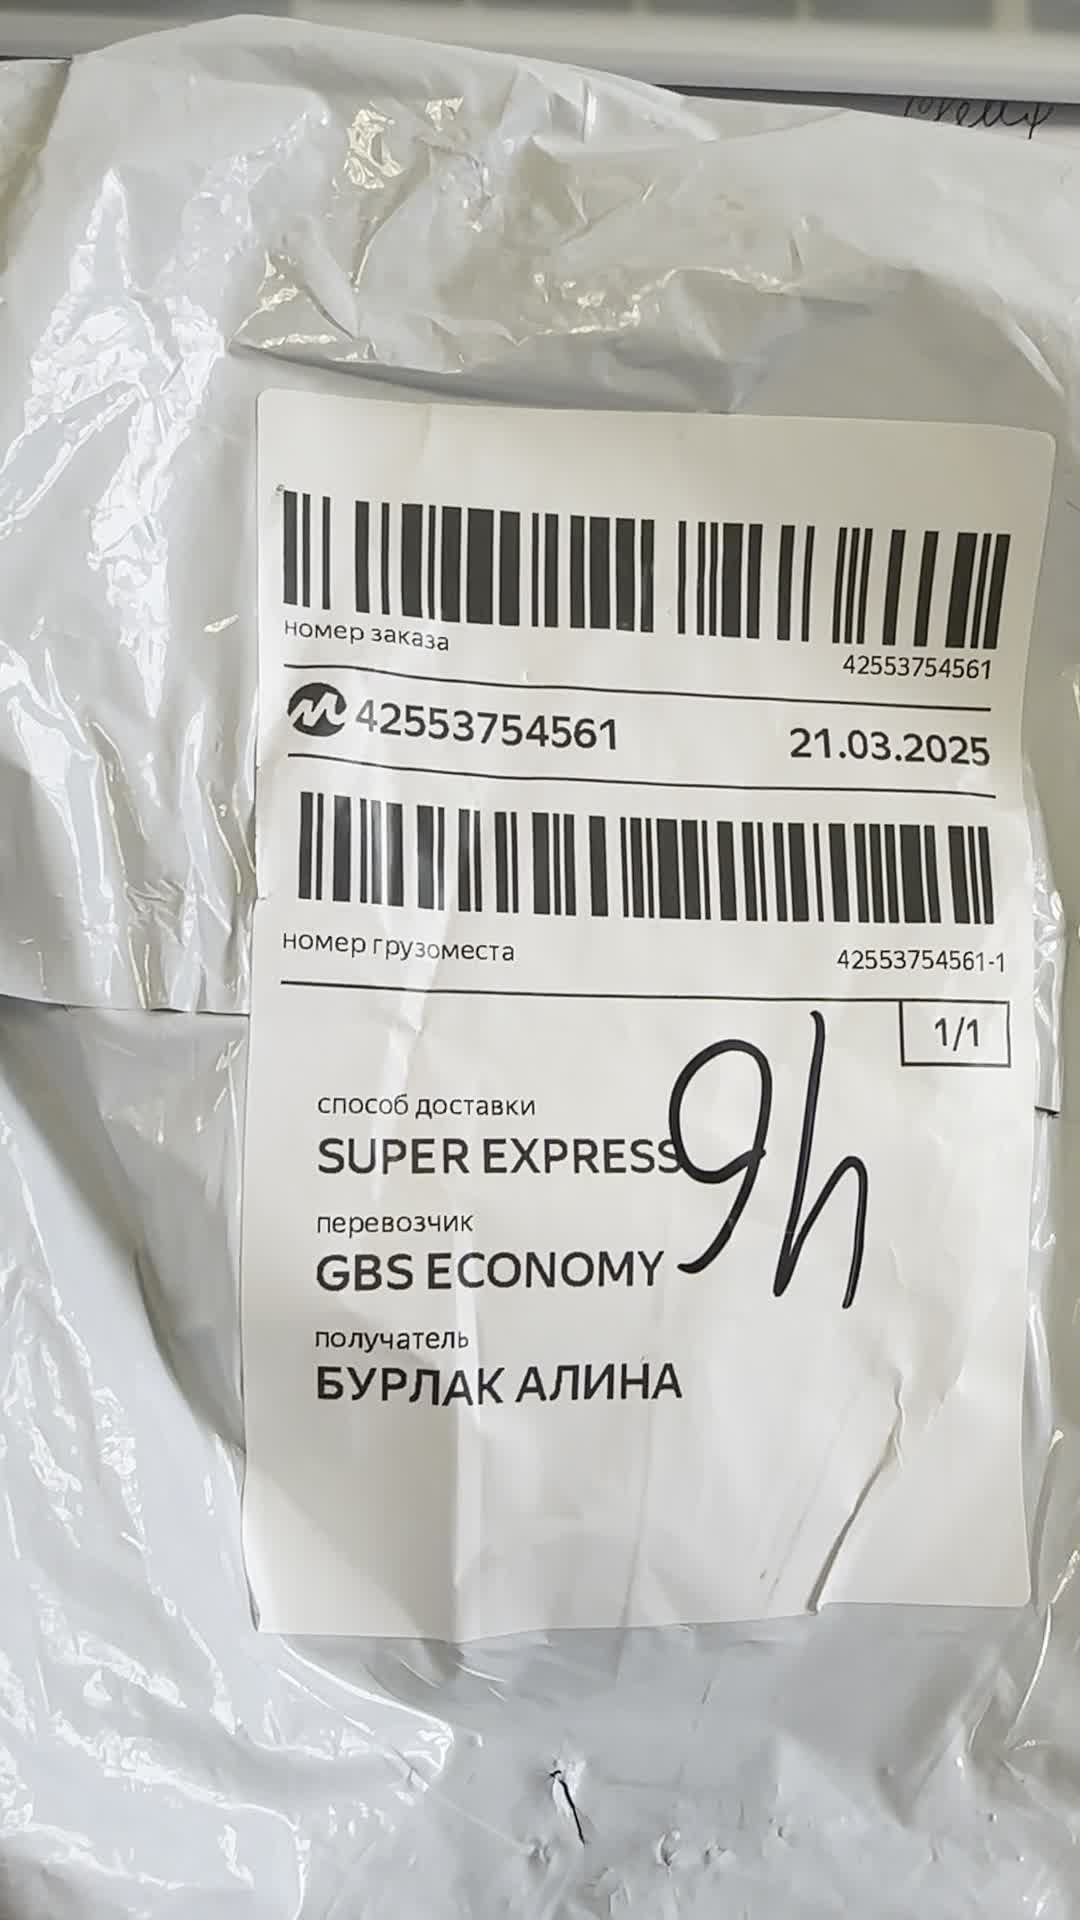 номер заказа
42553754561
42553754561 21.03.2025
номер грузоместа
42553754561-1
1/1
способ доставки
SUPER EXPRESS
9h
перевозчик
GBS ECONOMY
получатель
БУРЛАК АЛИНА